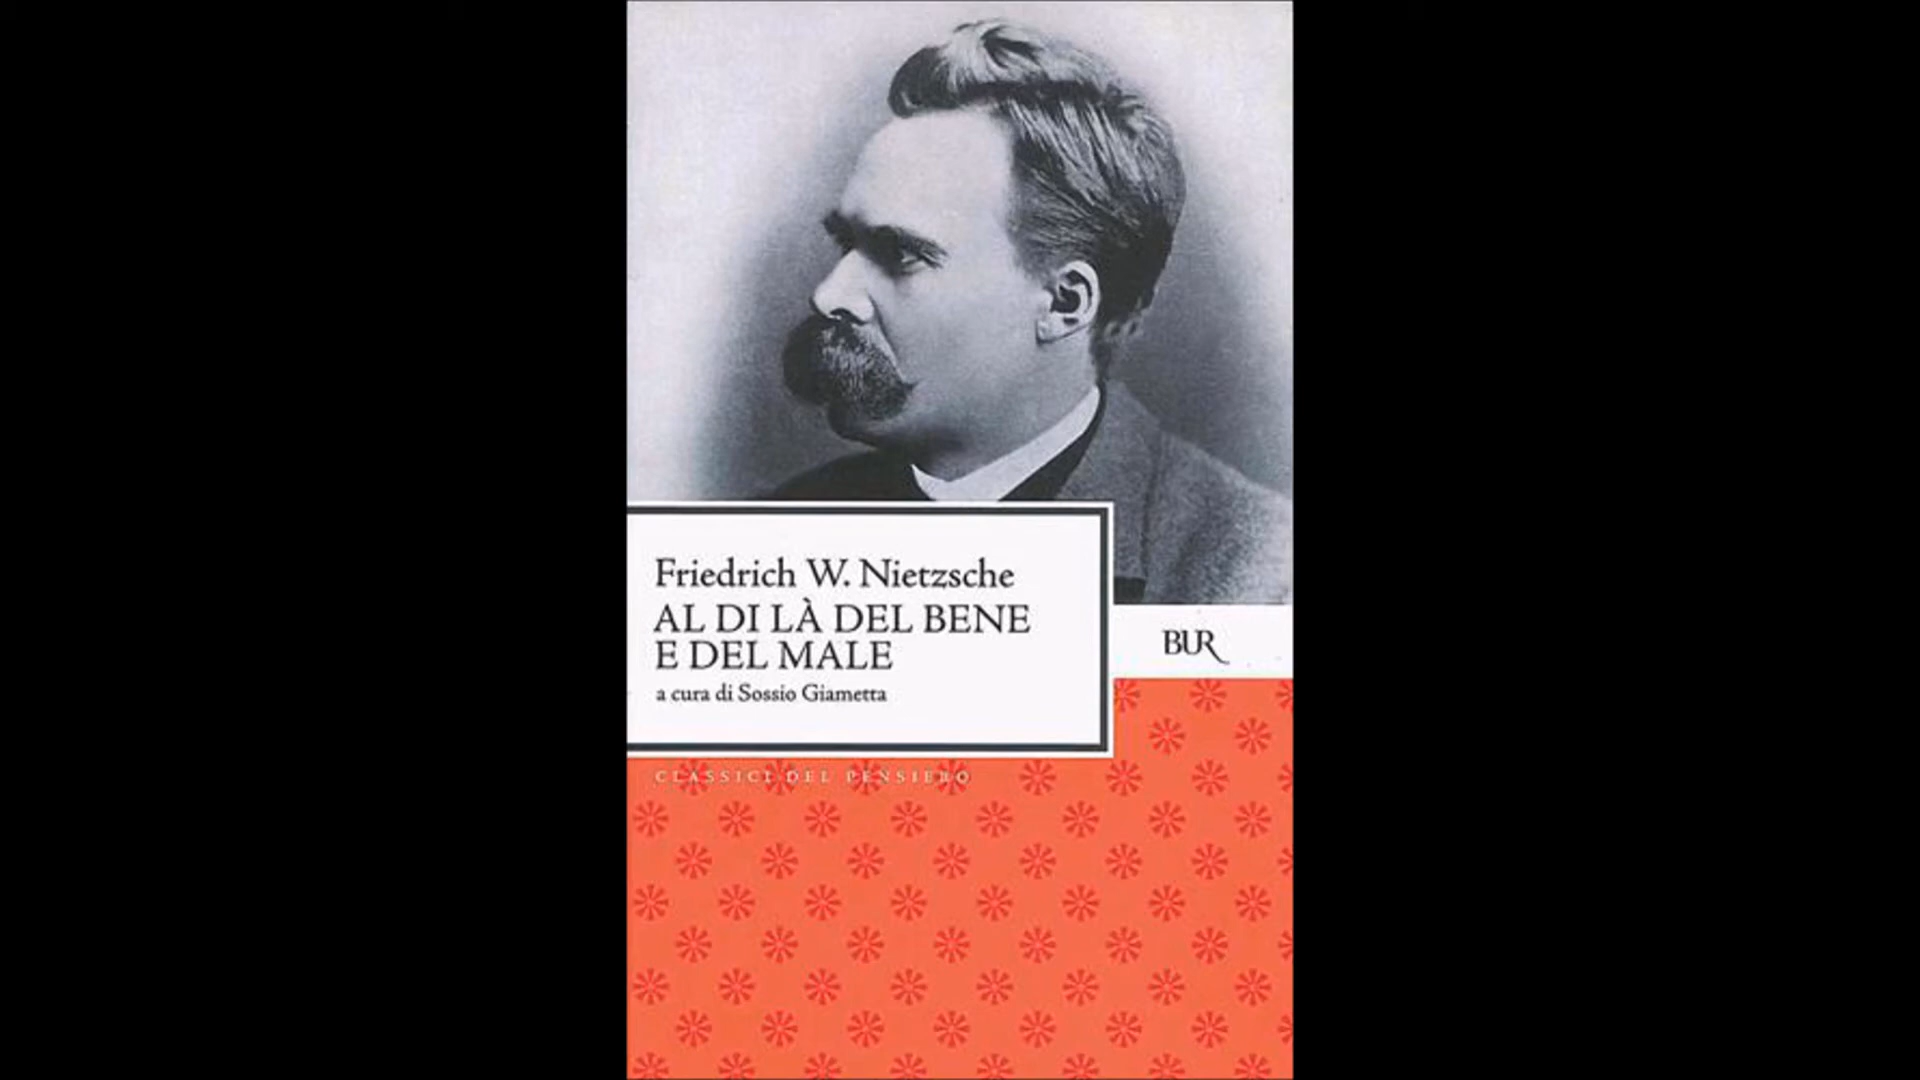 Friedrich W. Nietzsche
AL DI LÀ DEL BENE
E DEL MALE
a cura di Sossio Giametta
BUR
CLASSICI DEL PENSIERO